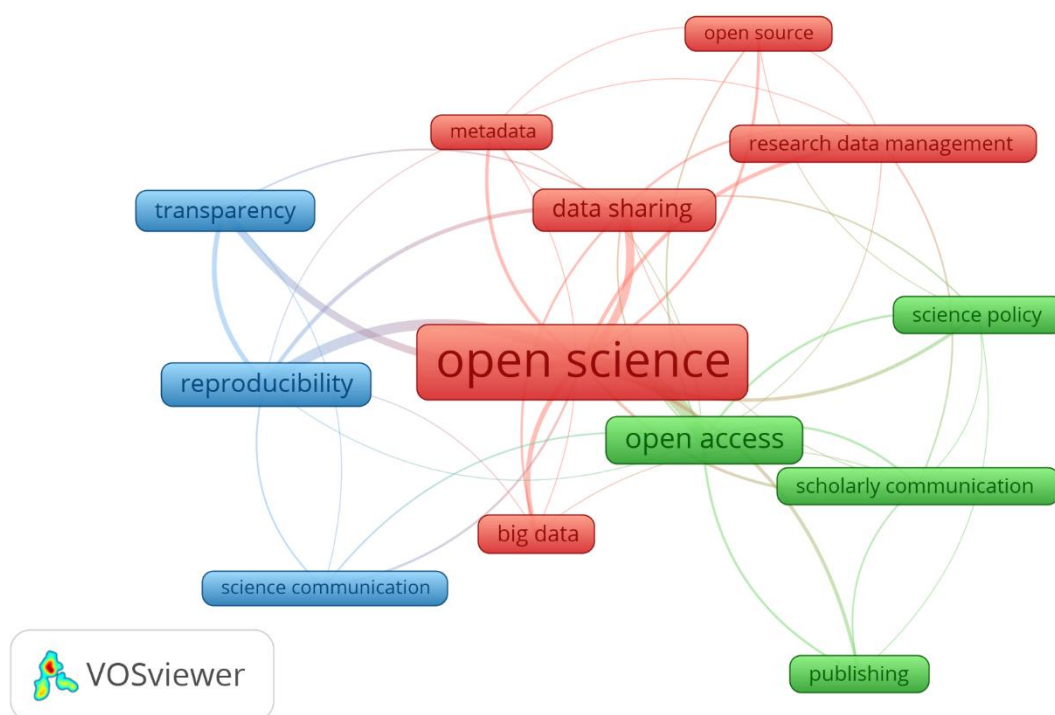 open source
metadata
research data management
transparency
data sharing
science policy
open science
reproducibility
open access
scholarly communication
big data
science communication
publishing
VOSviewer